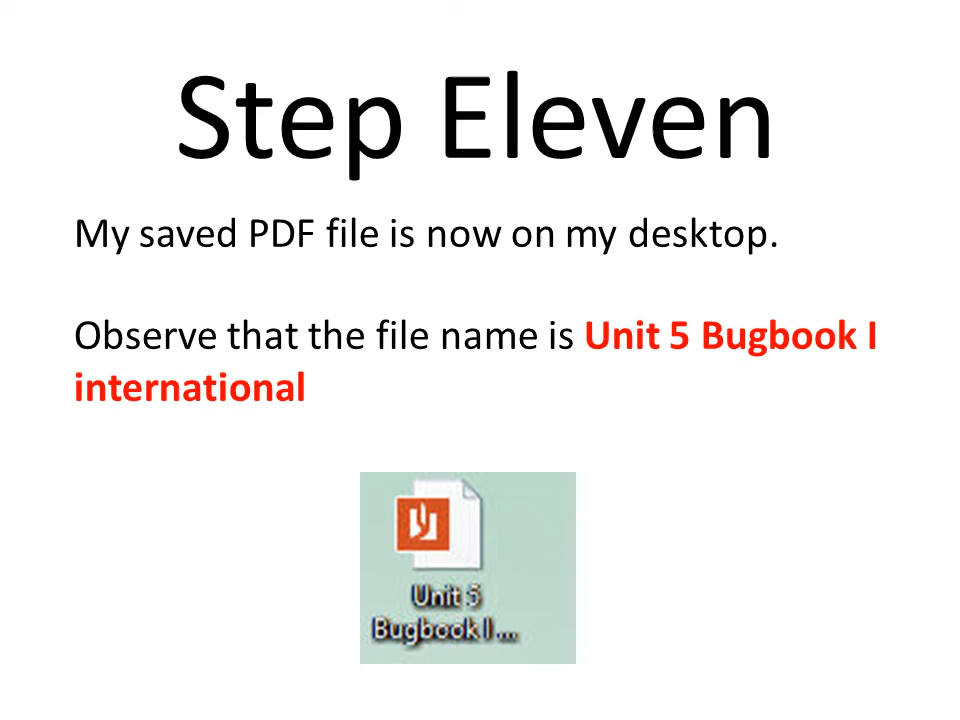 Step Eleven
My saved PDF file is now on my desktop.
Observe that the file name is Unit 5 Bugbook I
international
Unit 5
Bugbook I ...